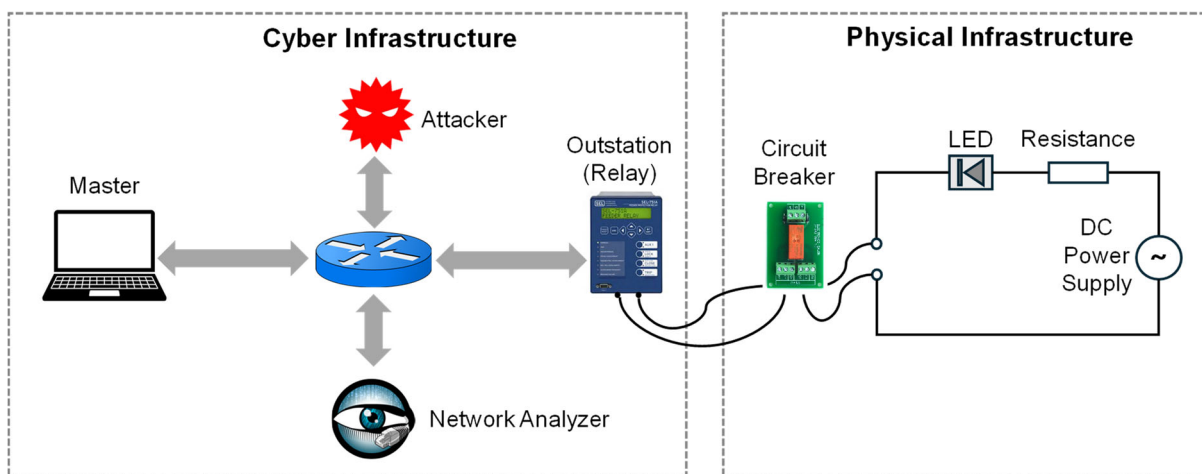 Cyber Infrastructure
Physical Infrastructure
Attacker
Master
Outstation
(Relay)
Network Analyzer
Circuit
Breaker
LED
Resistance
DC
Power
Supply
~